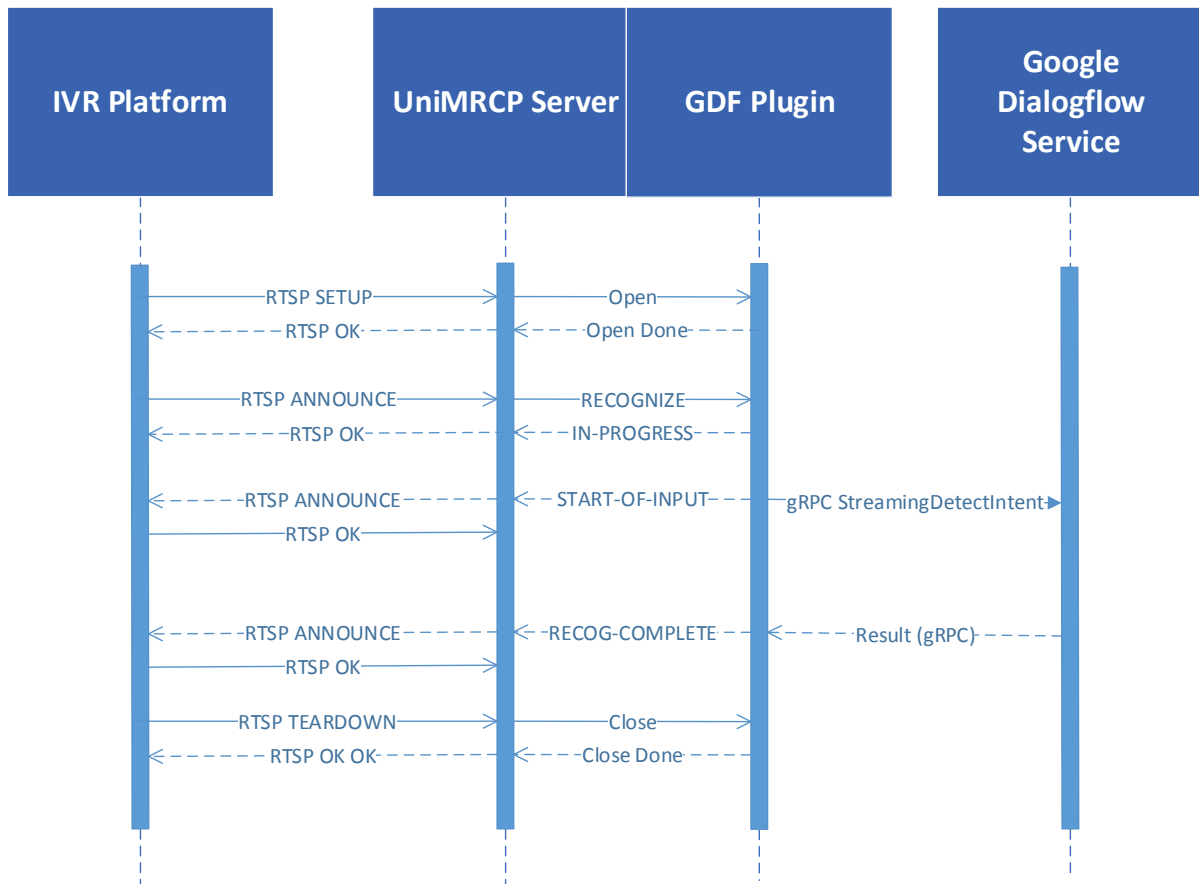 IVR Platform
UniMRCP Server
GDF Plugin
Google
Dialogflow
Service
RTSP SETUP
Open
RTSP OK
Open Done
RTSP ANNOUNCE
RECOGNIZE
RTSP OK
IN-PROGRESS
RTSP ANNOUNCE
START-OF-INPUT
gRPC StreamingDetectIntent
RTSP OK
RTSP ANNOUNCE
RECOG-COMPLETE
Result (gRPC)
RTSP OK
RTSP TEARDOWN
Close
RTSP OK OK
Close Done